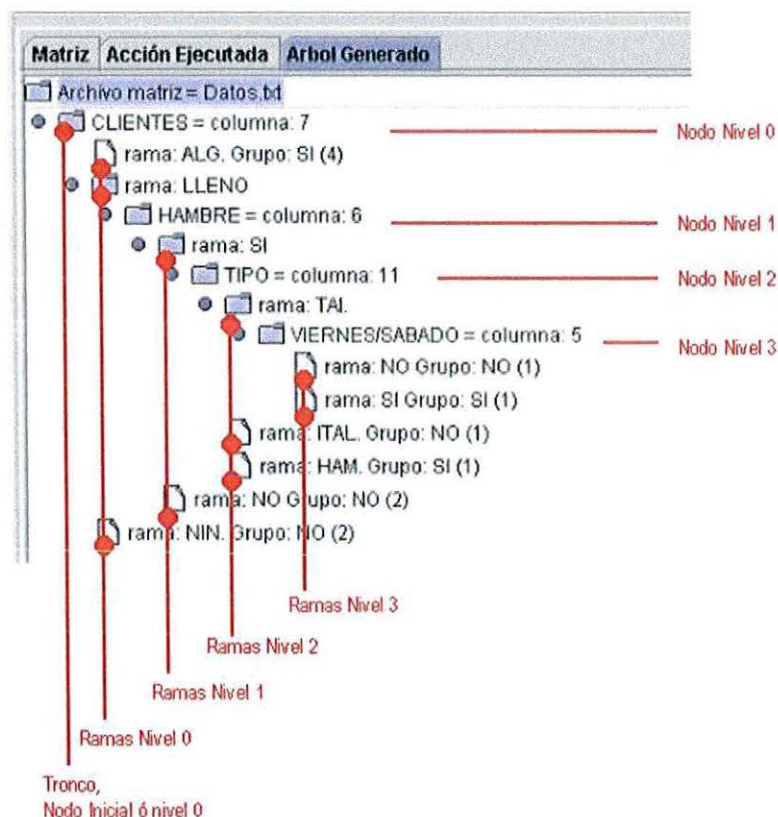 Matriz Acción Ejecutada Arbol Generado
Archivo matriz = Datos.txt
CLIENTES = columna: 7 Nodo Nivel 0
rama: ALG. Grupo: SI (4)
rama: LLENO
HAMBRE = columna: 6 Nodo Nivel 1
rama: SI
TIPO = columna: 11 Nodo Nivel 2
rama: TAI.
VIERNES/SABADO = columna: 5 Nodo Nivel 3
rama: NO Grupo: NO (1)
rama: SI Grupo: SI (1)
rama: ITAL. Grupo: NO (1)
rama: HAM. Grupo: SI (1)
rama: NO Grupo: NO (2)
rama: NIN. Grupo: NO (2)
Ramas Nivel 3
Ramas Nivel 2
Ramas Nivel 1
Ramas Nivel 0
Tronco,
Nodo Inicial ó nivel 0